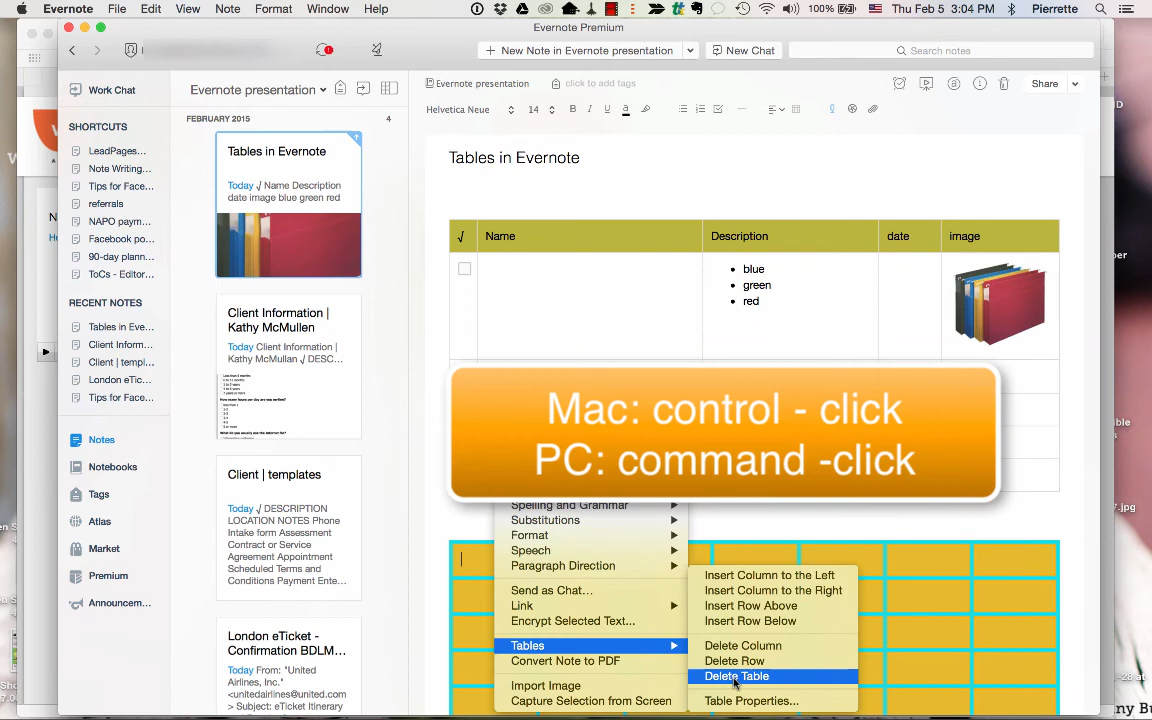 Evernote File Edit View Note Format Window Help 100% Thu Feb 5 3:04 PM Pierrette
Evernote Premium
New Note in Evernote presentation New Chat Search notes
Work Chat
SHORTCUTS
LeadPages...
Note Writing...
Tips for Face...
referrals
NAPO paym...
Facebook po...
90-day plann...
ToCs - Editor...
RECENT NOTES
Tables in Eve...
Client Inform...
Client | templ...
London eTic...
Tips for Face...
Notes
Notebooks
Tags
Atlas
Market
Premium
Announcem...
Evernote presentation
FEBRUARY 2015 4
Tables in Evernote
Today √ Name Description
date image blue green red
Client Information |
Kathy McMullen
Today Client Information |
Kathy McMullan √ DESC...
Client | templates
Today √ DESCRIPTION
LOCATION NOTES Phone
Intake form Assessment
Contract or Service
Agreement Appointment
Scheduled Terms and
Conditions Payment Ente...
London eTicket -
Confirmation BDLM...
Today From: "United
Airlines, Inc."
<unitedairlines@united.com
> Subject: eTicket Itinerary
Evernote presentation click to add tags Share
Helvetica Neue 14 B I U a
Tables in Evernote
√ Name Description date image
• blue
• green
• red
Mac: control - click
PC: command -click
Spelling and Grammar
Substitutions
Format
Speech
Paragraph Direction
Send as Chat...
Link
Encrypt Selected Text...
Tables
Convert Note to PDF
Import Image
Capture Selection from Screen
Insert Column to the Left
Insert Column to the Right
Insert Row Above
Insert Row Below
Delete Column
Delete Row
Delete Table
Table Properties...